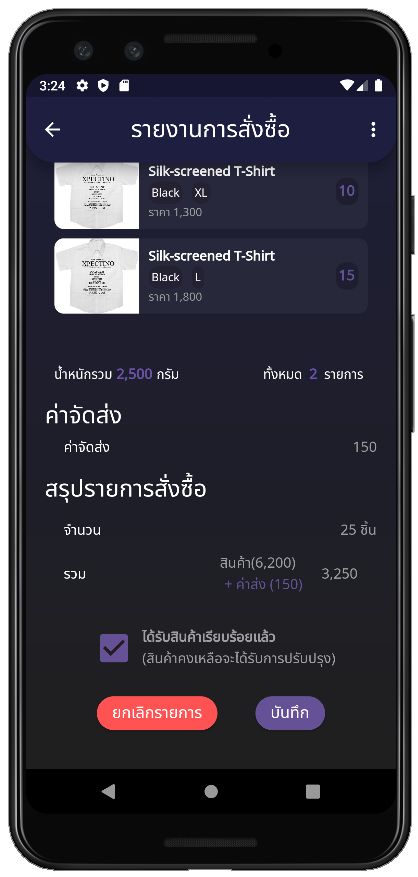 3:24
รายงานการสั่งซื้อ
XPECTNO
Silk-screened T-Shirt
Black XL
10
ราคา 1,300
XPECTNO
Silk-screened T-Shirt
Black L
15
ราคา 1,800
น้ำหนักรวม 2,500 กรัม ทั้งหมด 2 รายการ
ค่าจัดส่ง
ค่าจัดส่ง 150
สรุปรายการสั่งซื้อ
จำนวน 25 ชิ้น
สินค้า(6,200)
รวม 3,250
+ ค่าส่ง (150)
ได้รับสินค้าเรียบร้อยแล้ว
(สินค้าคงเหลือจะได้รับการปรับปรุง)
ยกเลิกรายการ บันทึก